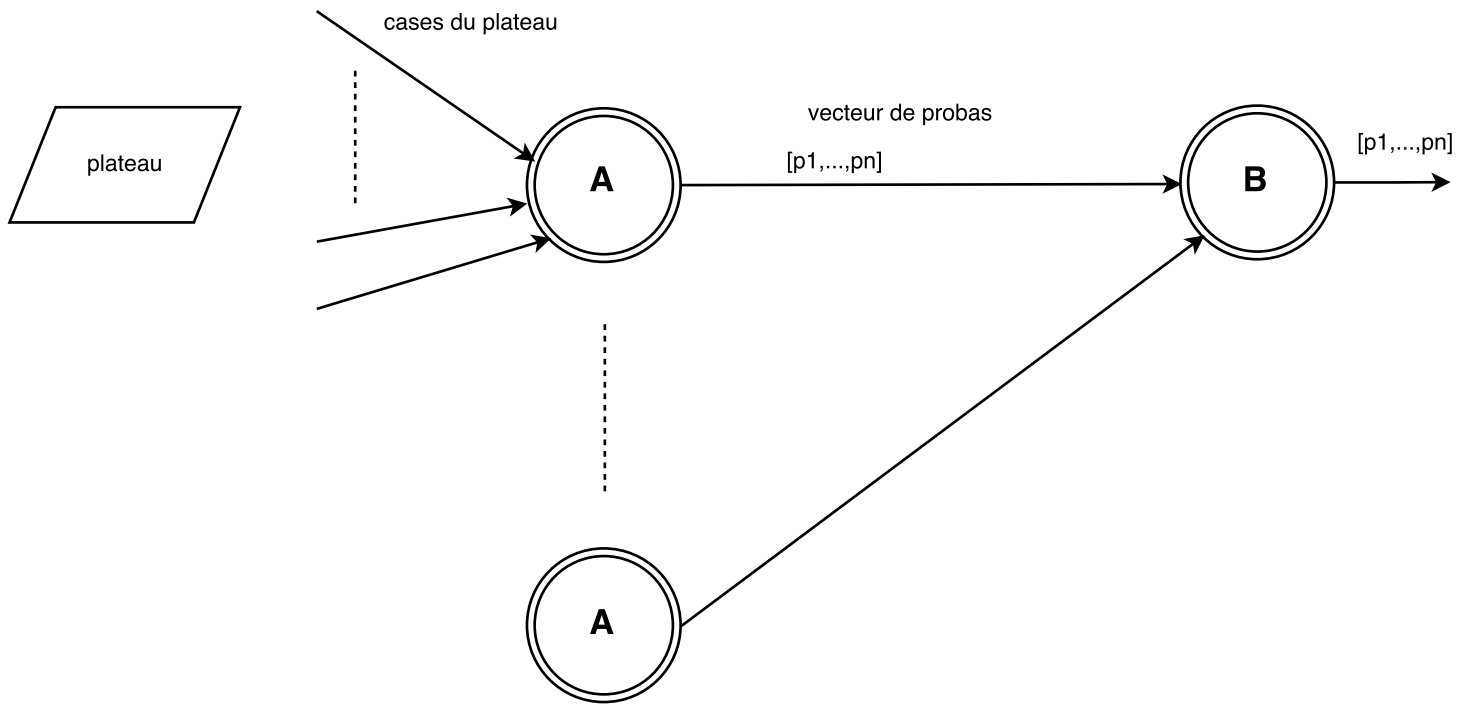 cases du plateau
plateau
A
vecteur de probas
[p1,...,pn]
B
[p1,...,pn]
A